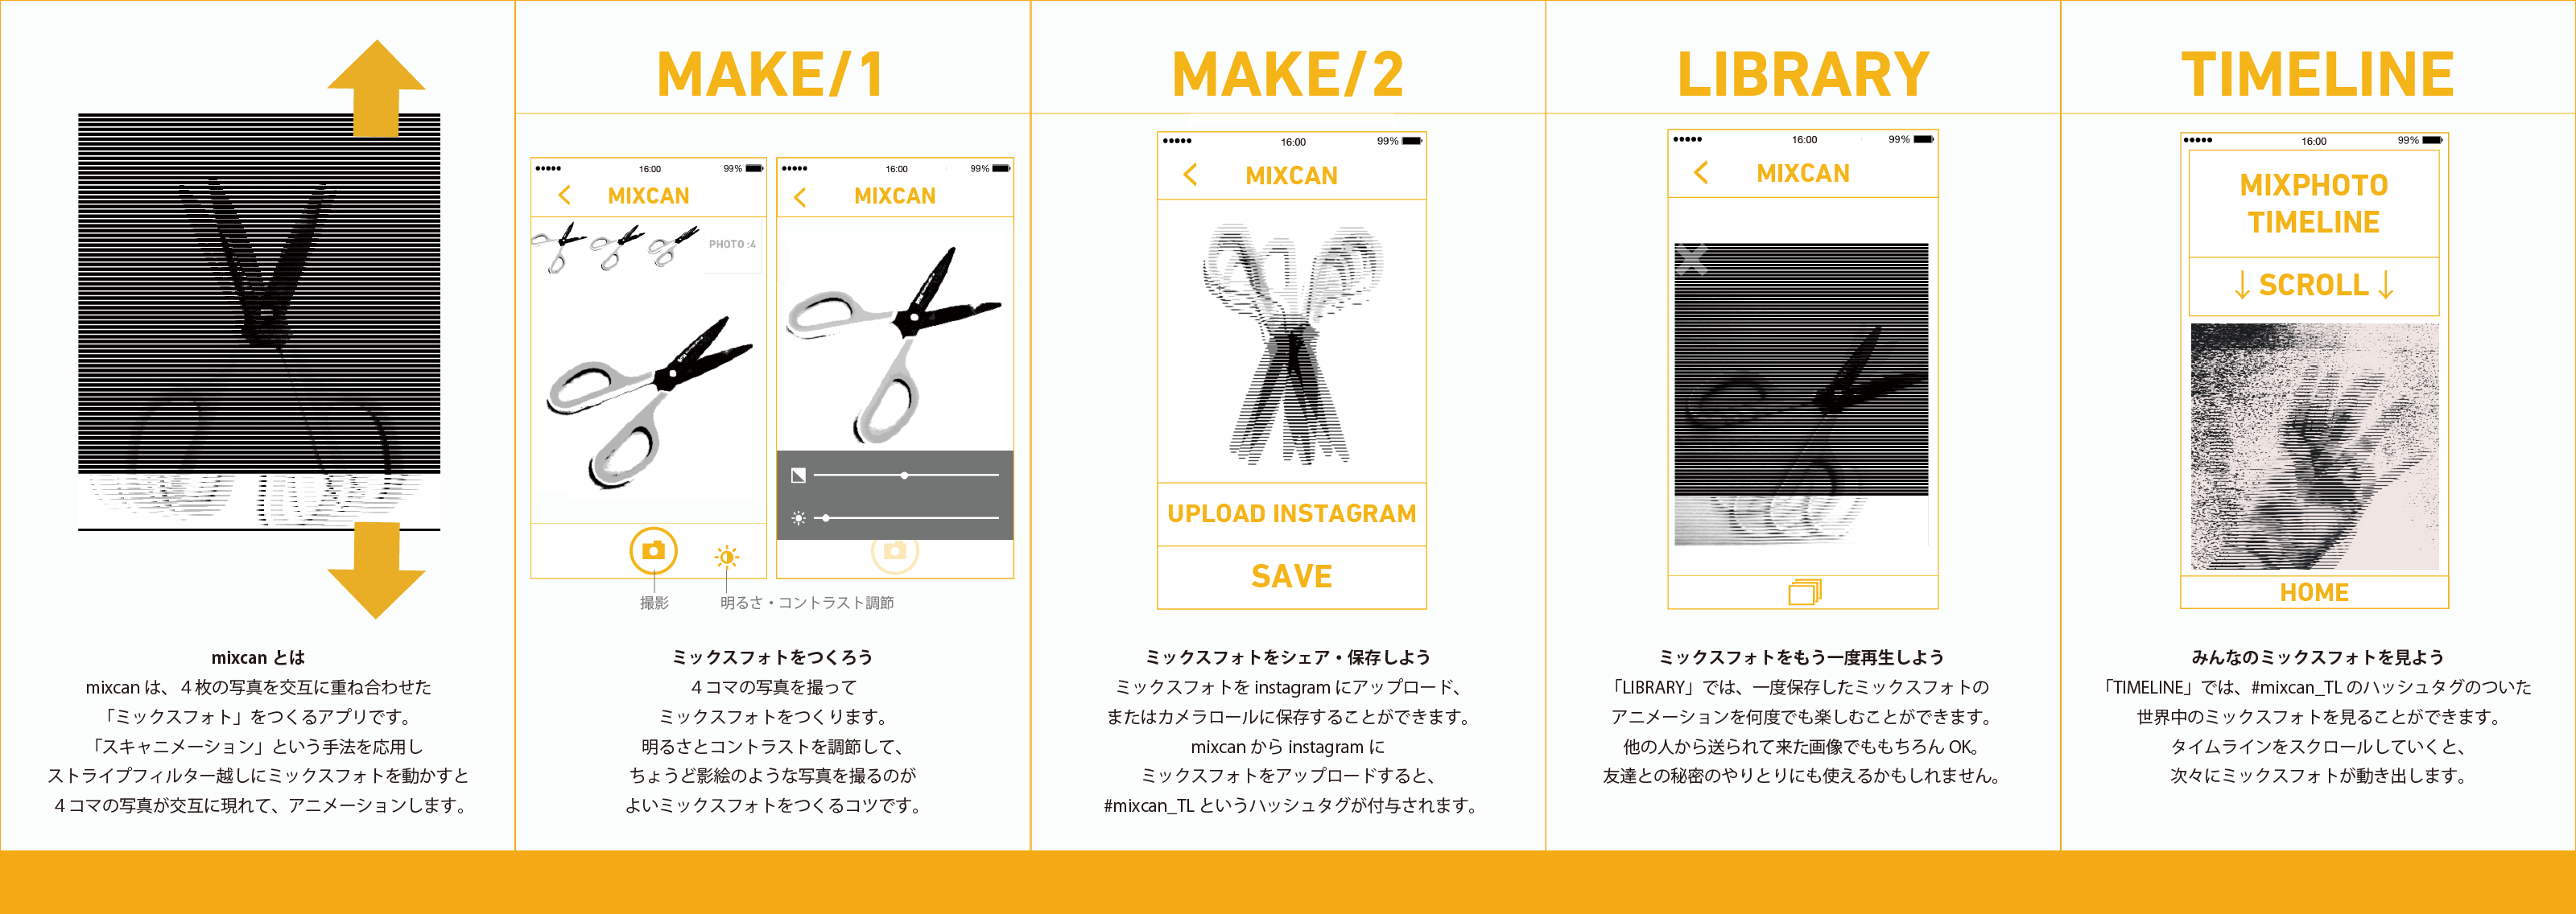 mixcan とは
mixcan は、４枚の写真を交互に重ね合わせた
「ミックスフォト」をつくるアプリです。
「スキャニメーション」という手法を応用し
ストライプフィルター越しにミックスフォトを動かすと
４コマの写真が交互に現れて、アニメーションします。
MAKE/1
16:00
99%
MIXCAN
PHOTO :4
16:00
99%
MIXCAN
撮影
明るさ・コントラスト調節
ミックスフォトをつくろう
４コマの写真を撮って
ミックスフォトをつくります。
明るさとコントラストを調節して、
ちょうど影絵のような写真を撮るのが
よいミックスフォトをつくるコツです。
MAKE/2
16:00
99%
MIXCAN
UPLOAD INSTAGRAM
SAVE
ミックスフォトをシェア・保存しよう
ミックスフォトを instagram にアップロード、
またはカメラロールに保存することができます。
mixcan から instagram に
ミックスフォトをアップロードすると、
#mixcan_TL というハッシュタグが付与されます。
LIBRARY
16:00
99%
MIXCAN
ミックスフォトをもう一度再生しよう
「LIBRARY」では、一度保存したミックスフォトの
アニメーションを何度でも楽しむことができます。
他の人から送られて来た画像でももちろん OK。
友達との秘密のやりとりにも使えるかもしれません。
TIMELINE
16:00
99%
MIXPHOTO
TIMELINE
↓ SCROLL ↓
HOME
みんなのミックスフォトを見よう
「TIMELINE」では、#mixcan_TL のハッシュタグのついた
世界中のミックスフォトを見ることができます。
タイムラインをスクロールしていくと、
次々にミックスフォトが動き出します。